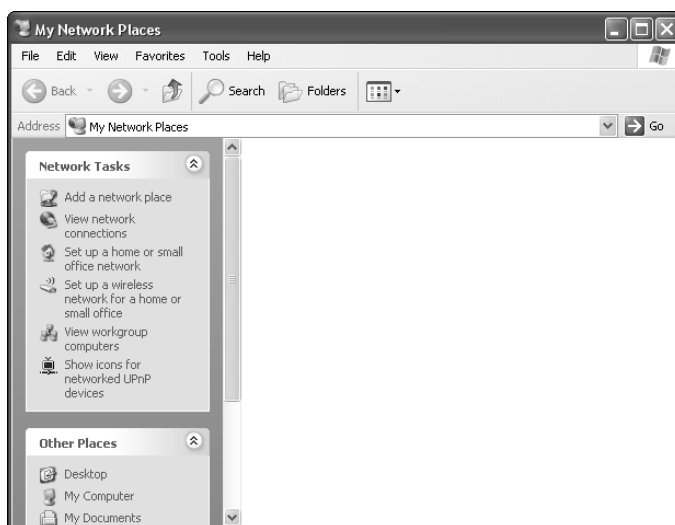 My Network Places
File Edit View Favorites Tools Help
Back Search Folders
Address My Network Places Go
Network Tasks
Add a network place
View network
connections
Set up a home or small
office network
Set up a wireless
network for a home or
small office
View workgroup
computers
Show icons for
networked UPnP
devices
Other Places
Desktop
My Computer
My Documents